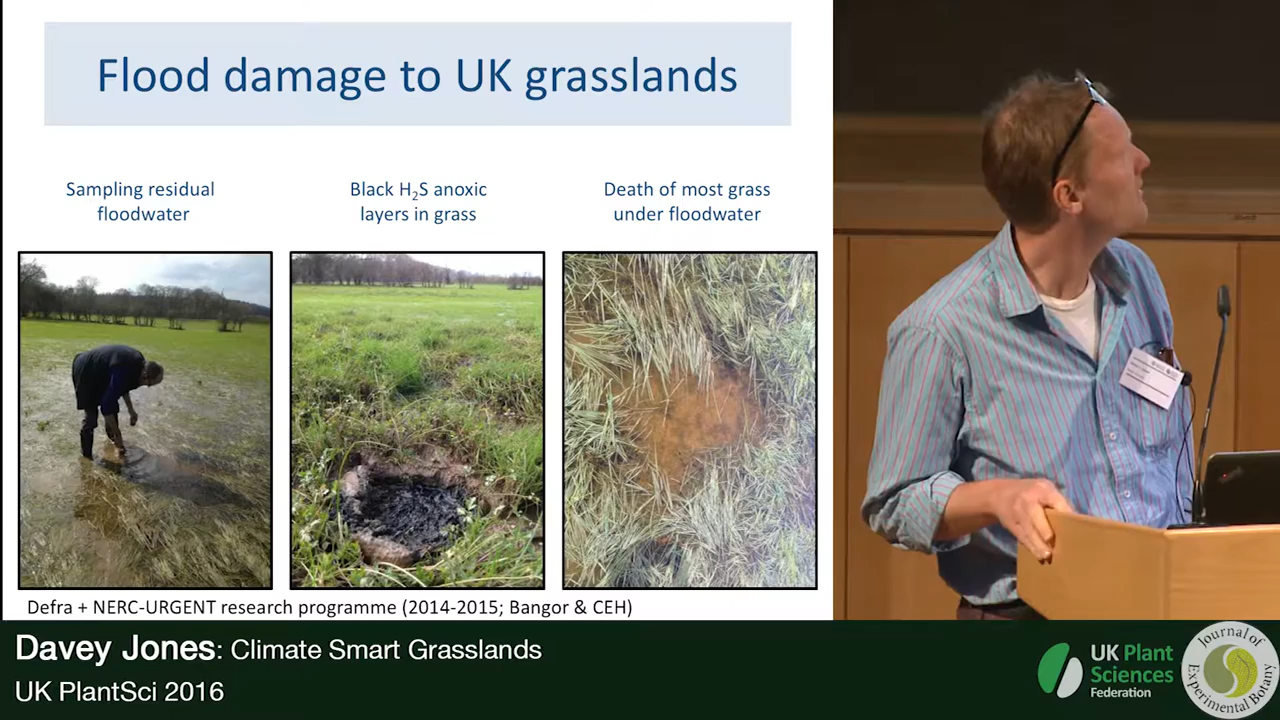 Flood damage to UK grasslands
Sampling residual
floodwater
Black H₂S anoxic
layers in grass
Death of most grass
under floodwater
Defra + NERC-URGENT research programme (2014-2015; Bangor & CEH)
Davey Jones: Climate Smart Grasslands
UK PlantSci 2016
UK Plant
Sciences
Federation
Journal of
Experimental Botany